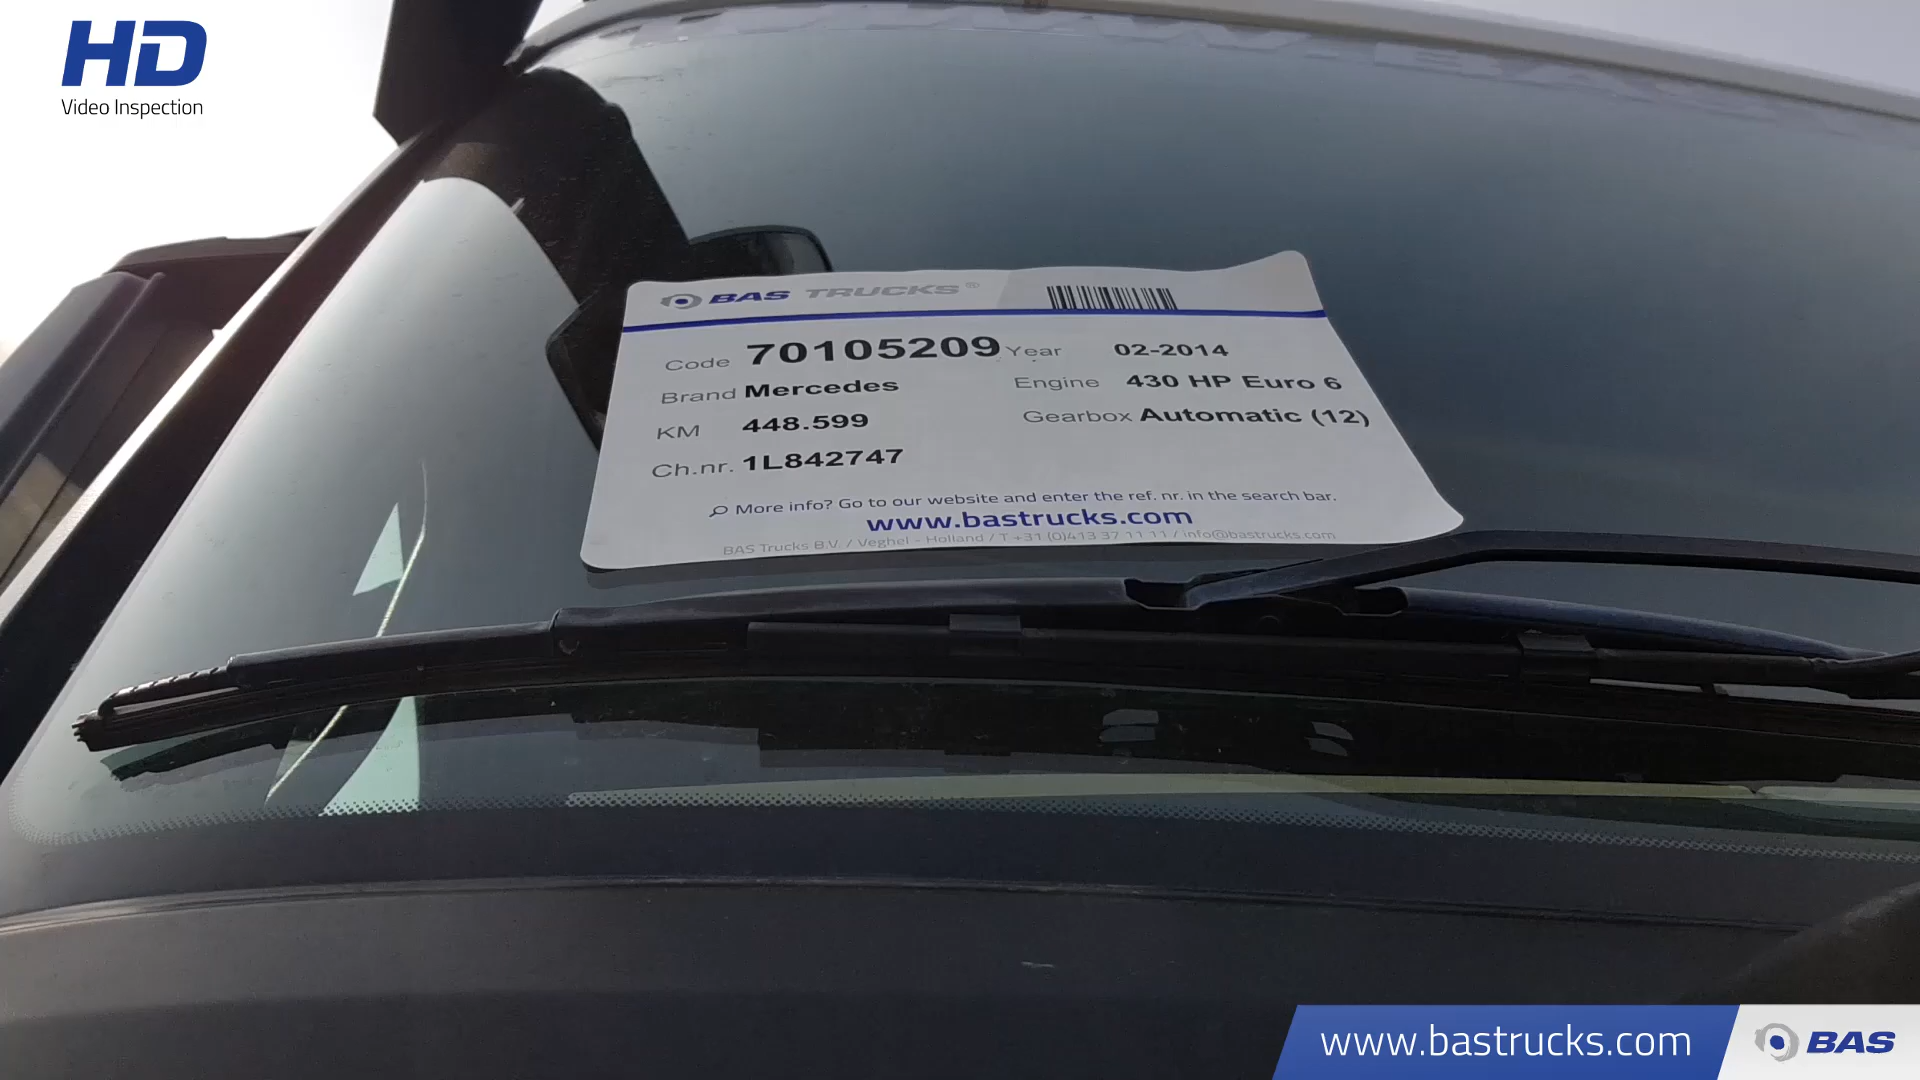 HD
Video Inspection
BAS TRUCKS®
Code 70105209 Year 02-2014
Brand Mercedes Engine 430 HP Euro 6
KM 448.599 Gearbox Automatic (12)
Ch.nr. 1L842747
More info? Go to our website and enter the ref. nr. in the search bar.
www.bastrucks.com
BAS Trucks B.V. / Veghel - Holland / T +31 (0)413 37 11 11 / info@bastrucks.com
www.bastrucks.com BAS